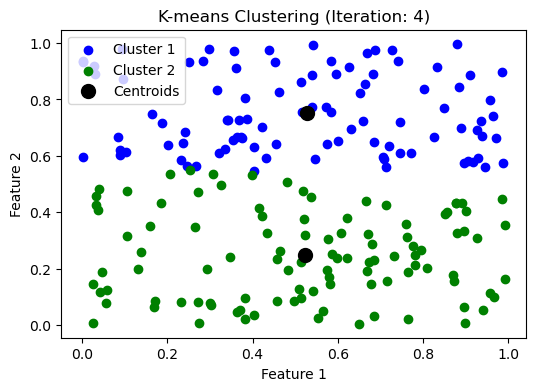 K-means Clustering (Iteration: 4)
Cluster 1
Cluster 2
Centroids
Feature 2
1.0
0.8
0.6
0.4
0.2
0.0
0.0 0.2 0.4 0.6 0.8 1.0
Feature 1